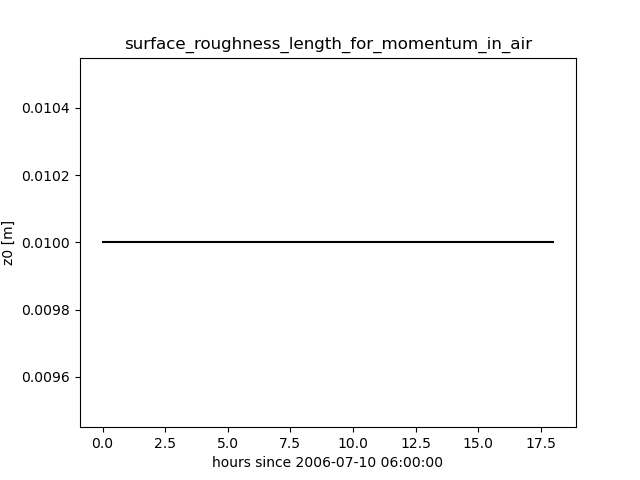 surface_roughness_length_for_momentum_in_air
z0 [m]
0.0104
0.0102
0.0100
0.0098
0.0096
0.0 2.5 5.0 7.5 10.0 12.5 15.0 17.5
hours since 2006-07-10 06:00:00